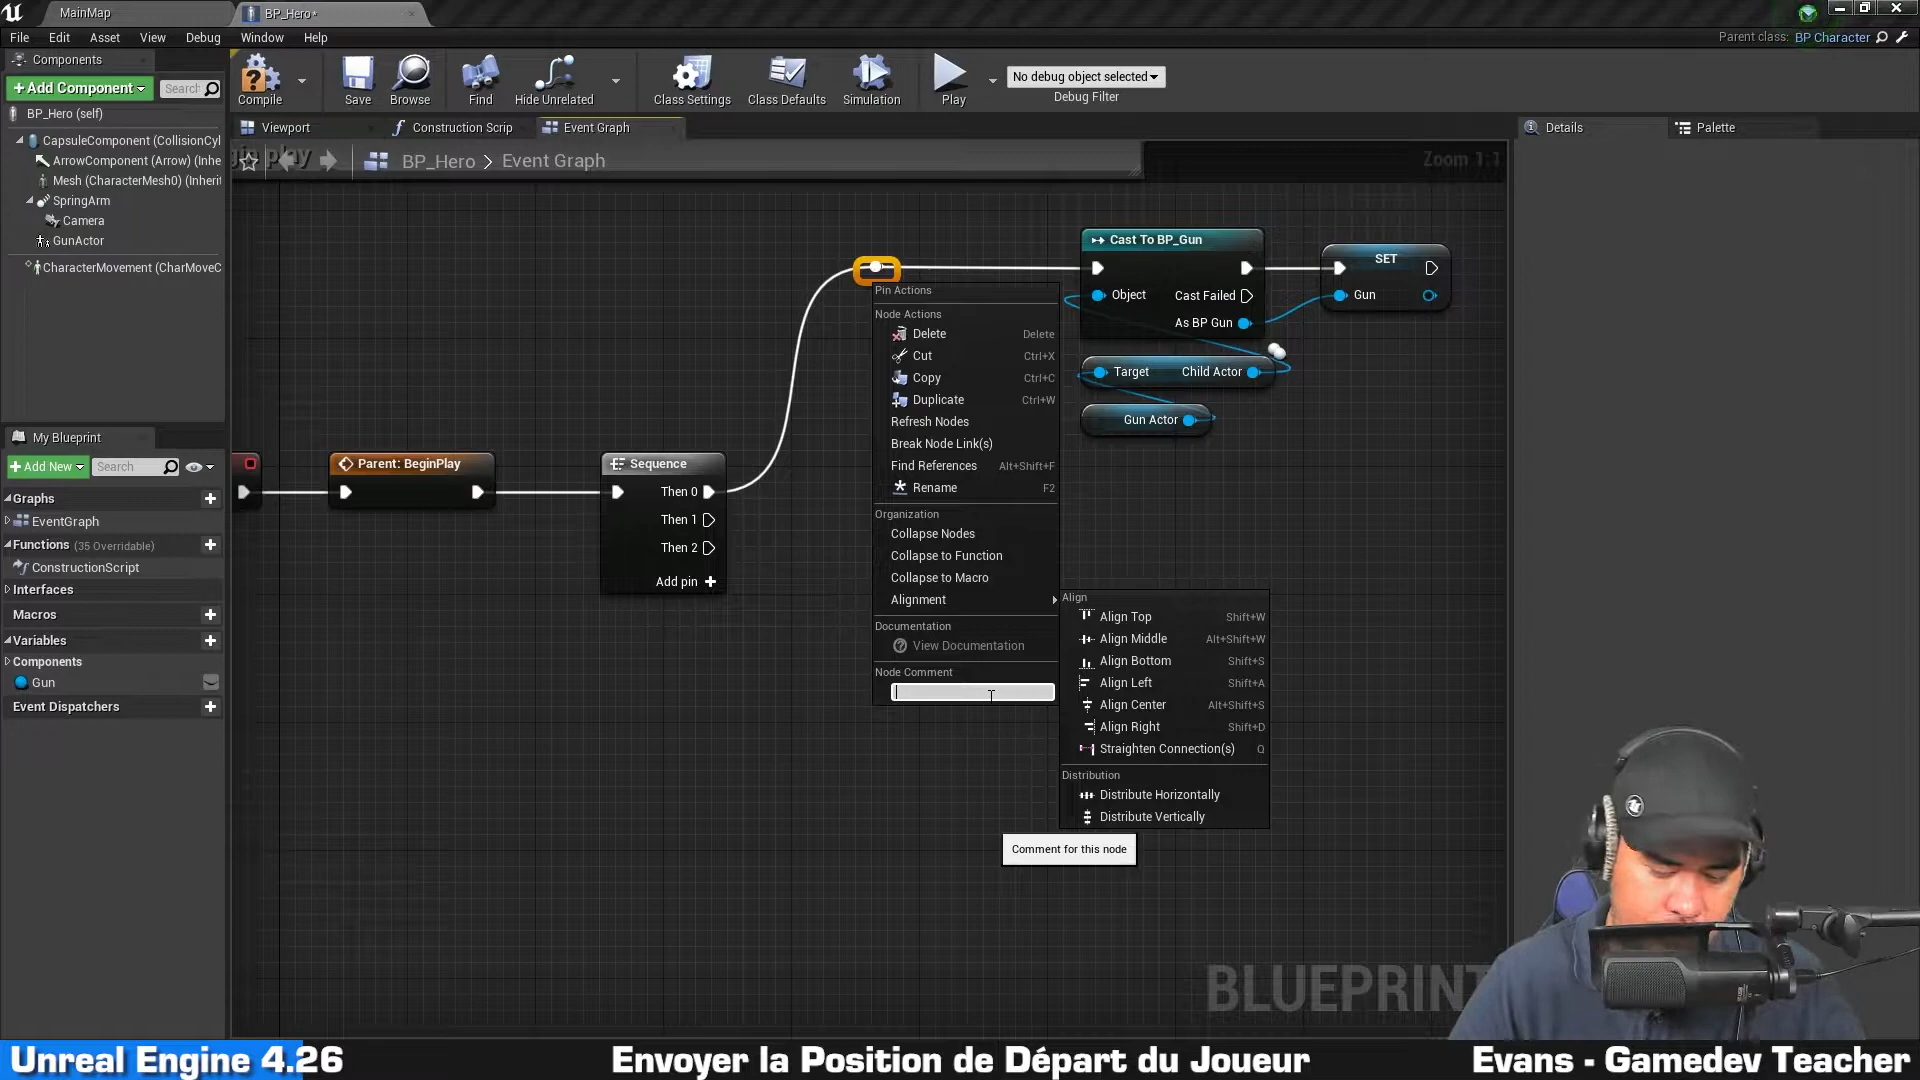 MainMap
BP_Hero*
File Edit Asset View Debug Window Help
Parent class: BP Character
Components
+Add Component
Search
BP_Hero (self)
CapsuleComponent (CollisionCyl
ArrowComponent (Arrow) (Inhe
Mesh (CharacterMesh0) (Inherit
SpringArm
Camera
GunActor
CharacterMovement (CharMoveC
Compile
Save
Browse
Find
Hide Unrelated
Class Settings
Class Defaults
Simulation
Play
No debug object selected
Debug Filter
Viewport
Construction Scrip
Event Graph
BP_Hero > Event Graph
Zoom 1:1
Details
Palette
My Blueprint
+Add New
Search
Graphs
EventGraph
Functions (35 Overridable)
ConstructionScript
Interfaces
Macros
Variables
Components
Gun
Event Dispatchers
Parent: BeginPlay
Sequence
Then 0
Then 1
Then 2
Add pin +
Cast To BP_Gun
Object
Cast Failed
As BP Gun
SET
Gun
Target
Child Actor
Gun Actor
Pin Actions
Node Actions
Delete Delete
Cut Ctrl+X
Copy Ctrl+C
Duplicate Ctrl+W
Refresh Nodes
Break Node Link(s)
Find References Alt+Shift+F
Rename F2
Organization
Collapse Nodes
Collapse to Function
Collapse to Macro
Alignment
Documentation
View Documentation
Node Comment
Align
Align Top Shift+W
Align Middle Alt+Shift+W
Align Bottom Shift+S
Align Left Shift+A
Align Center Alt+Shift+S
Align Right Shift+D
Straighten Connection(s) Q
Distribution
Distribute Horizontally
Distribute Vertically
Comment for this node
BLUEPRINT
Unreal Engine 4.26
Envoyer la Position de Départ du Joueur
Evans - Gamedev Teacher